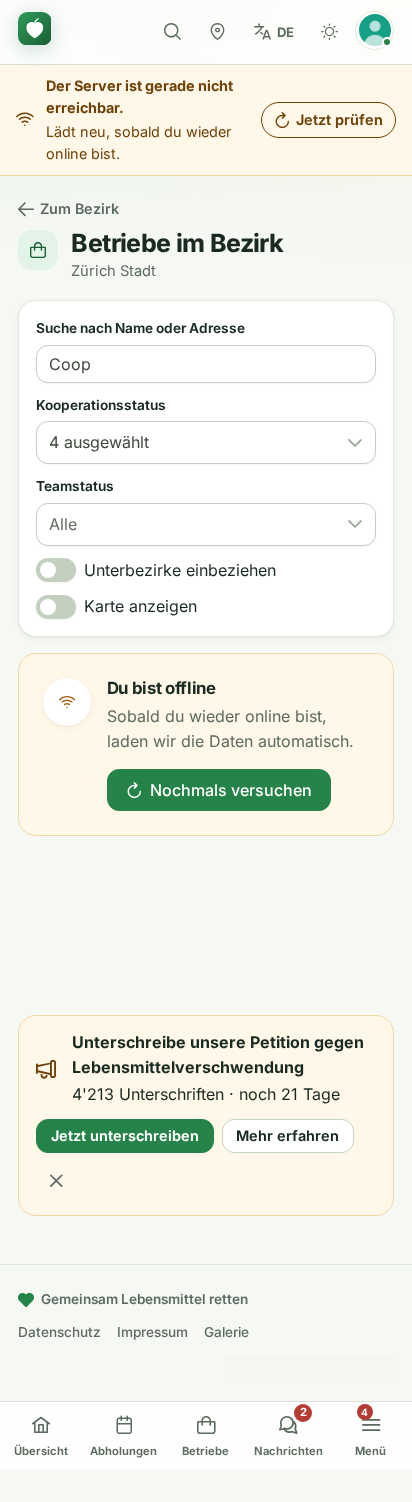 DE
Der Server ist gerade nicht
erreichbar.
Lädt neu, sobald du wieder
online bist.
Jetzt prüfen
Zum Bezirk
Betriebe im Bezirk
Zürich Stadt
Suche nach Name oder Adresse
Coop
Kooperationsstatus
4 ausgewählt
Teamstatus
Alle
Unterbezirke einbeziehen
Karte anzeigen
Du bist offline
Sobald du wieder online bist,
laden wir die Daten automatisch.
Nochmals versuchen
Unterschreibe unsere Petition gegen
Lebensmittelverschwendung
4'213 Unterschriften · noch 21 Tage
Jetzt unterschreiben
Mehr erfahren
Gemeinsam Lebensmittel retten
Datenschutz Impressum Galerie
2 4
Übersicht Abholungen Betriebe Nachrichten Menü